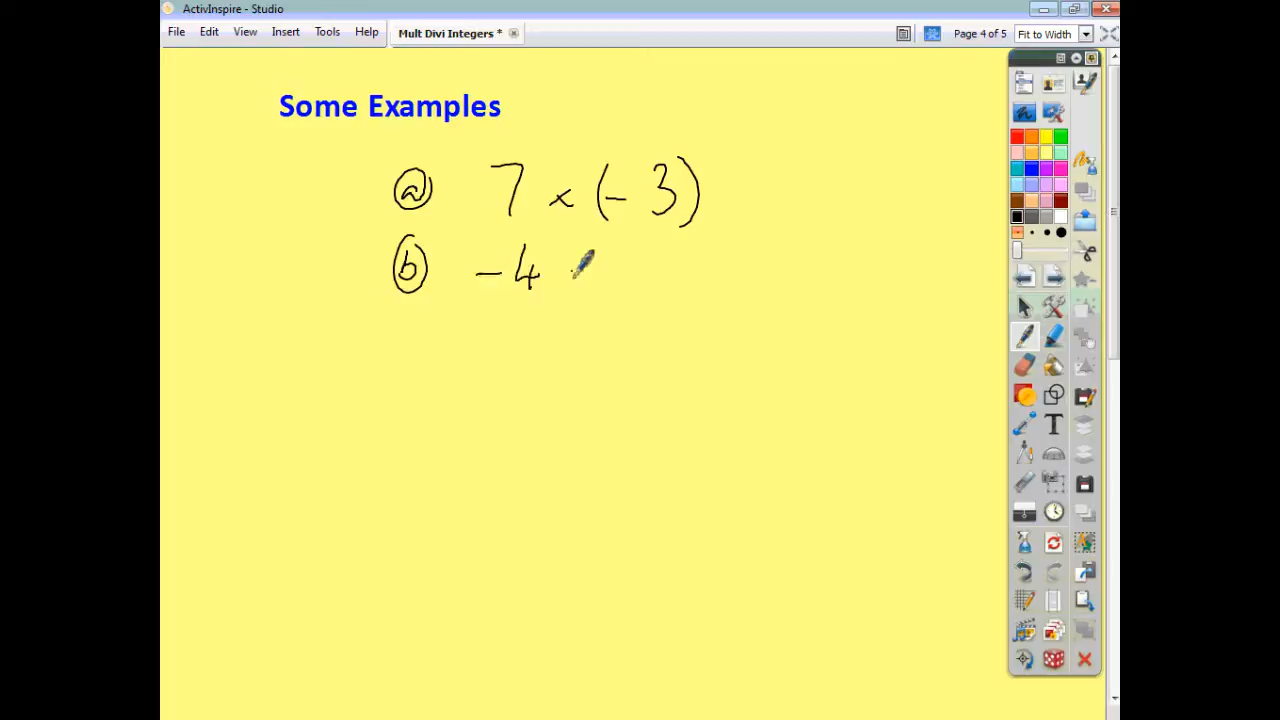 ActivInspire - Studio
File Edit View Insert Tools Help Mult Divi Integers * Page 4 of 5 Fit to Width
Some Examples
a 7 × (- 3)
b - 4
T